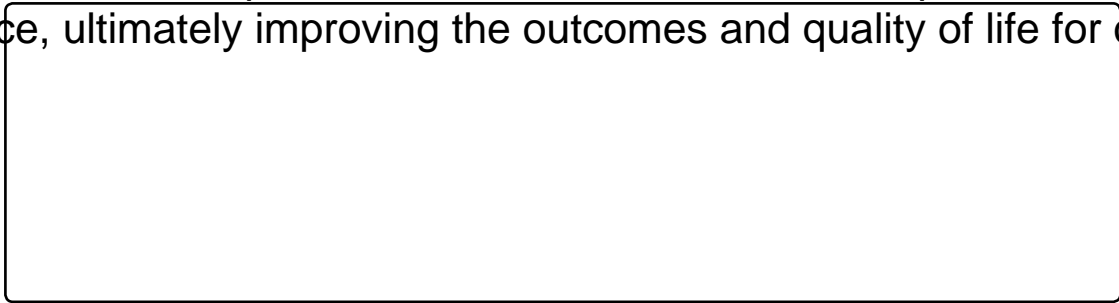 ce, ultimately improving the outcomes and quality of life for